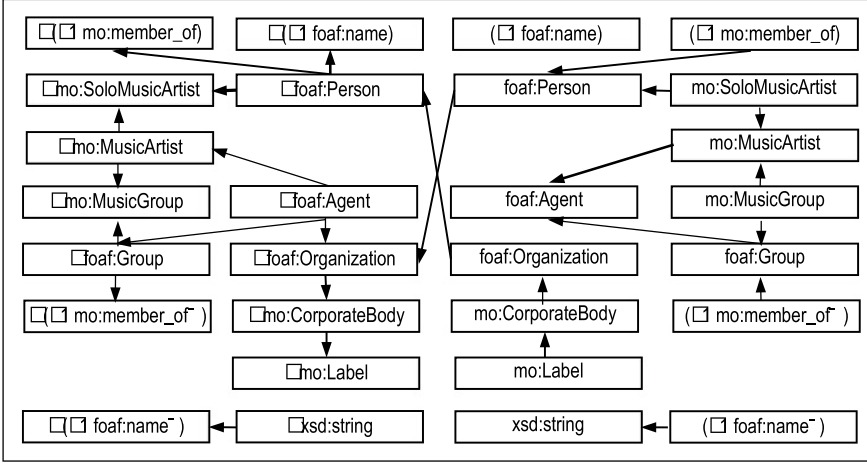 □(□ mo:member_of) □(□ foaf:name) (□ foaf:name) (□ mo:member_of)
□mo:SoloMusicArtist □foaf:Person foaf:Person mo:SoloMusicArtist
□mo:MusicArtist mo:MusicArtist
□mo:MusicGroup □foaf:Agent foaf:Agent mo:MusicGroup
□foaf:Group □foaf:Organization foaf:Organization foaf:Group
□(□ mo:member_of⁻) □mo:CorporateBody mo:CorporateBody (□ mo:member_of⁻)
□mo:Label mo:Label
□(□ foaf:name⁻) □xsd:string xsd:string (□ foaf:name⁻)